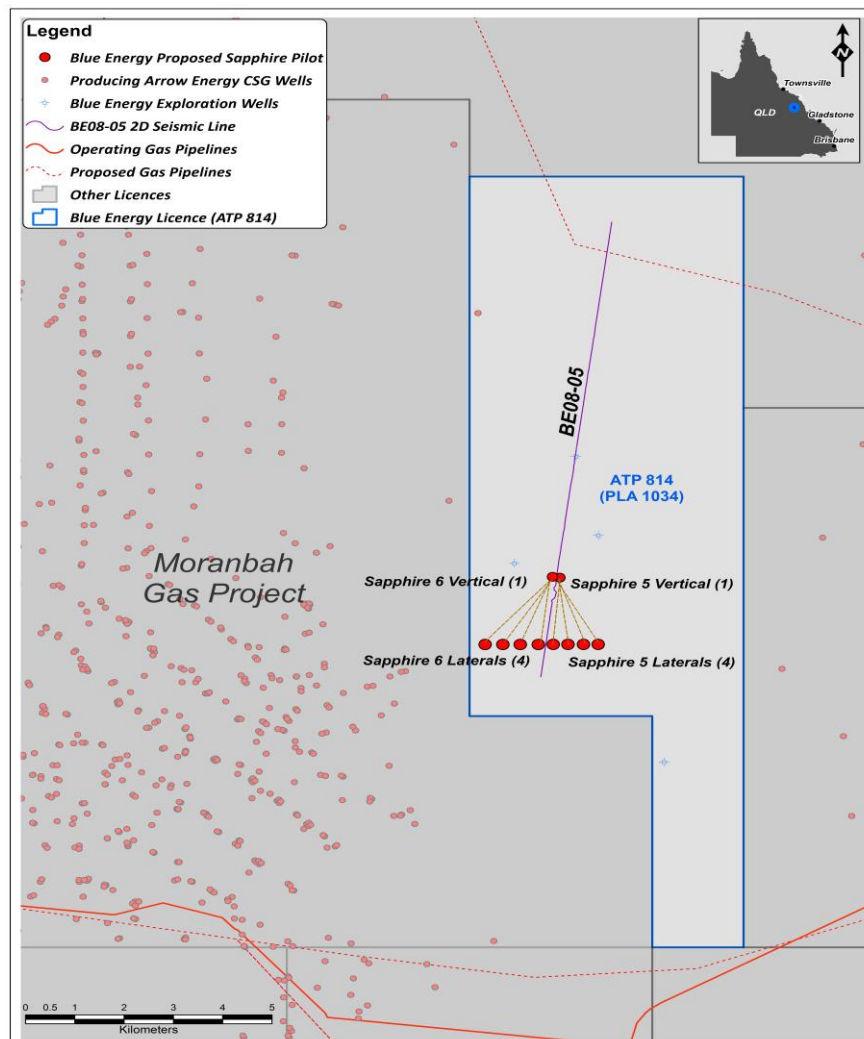 Legend
Blue Energy Proposed Sapphire Pilot
Producing Arrow Energy CSG Wells
Blue Energy Exploration Wells
BE08-05 2D Seismic Line
Operating Gas Pipelines
Proposed Gas Pipelines
Other Licences
Blue Energy Licence (ATP 814)
N
Townsville
QLD
Gladstone
Brisbane
BE08-05
ATP 814
(PLA 1034)
Moranbah
Gas Project
Sapphire 6 Vertical (1)
Sapphire 5 Vertical (1)
Sapphire 6 Laterals (4)
Sapphire 5 Laterals (4)
0 0.5 1 2 3 4 5
Kilometers